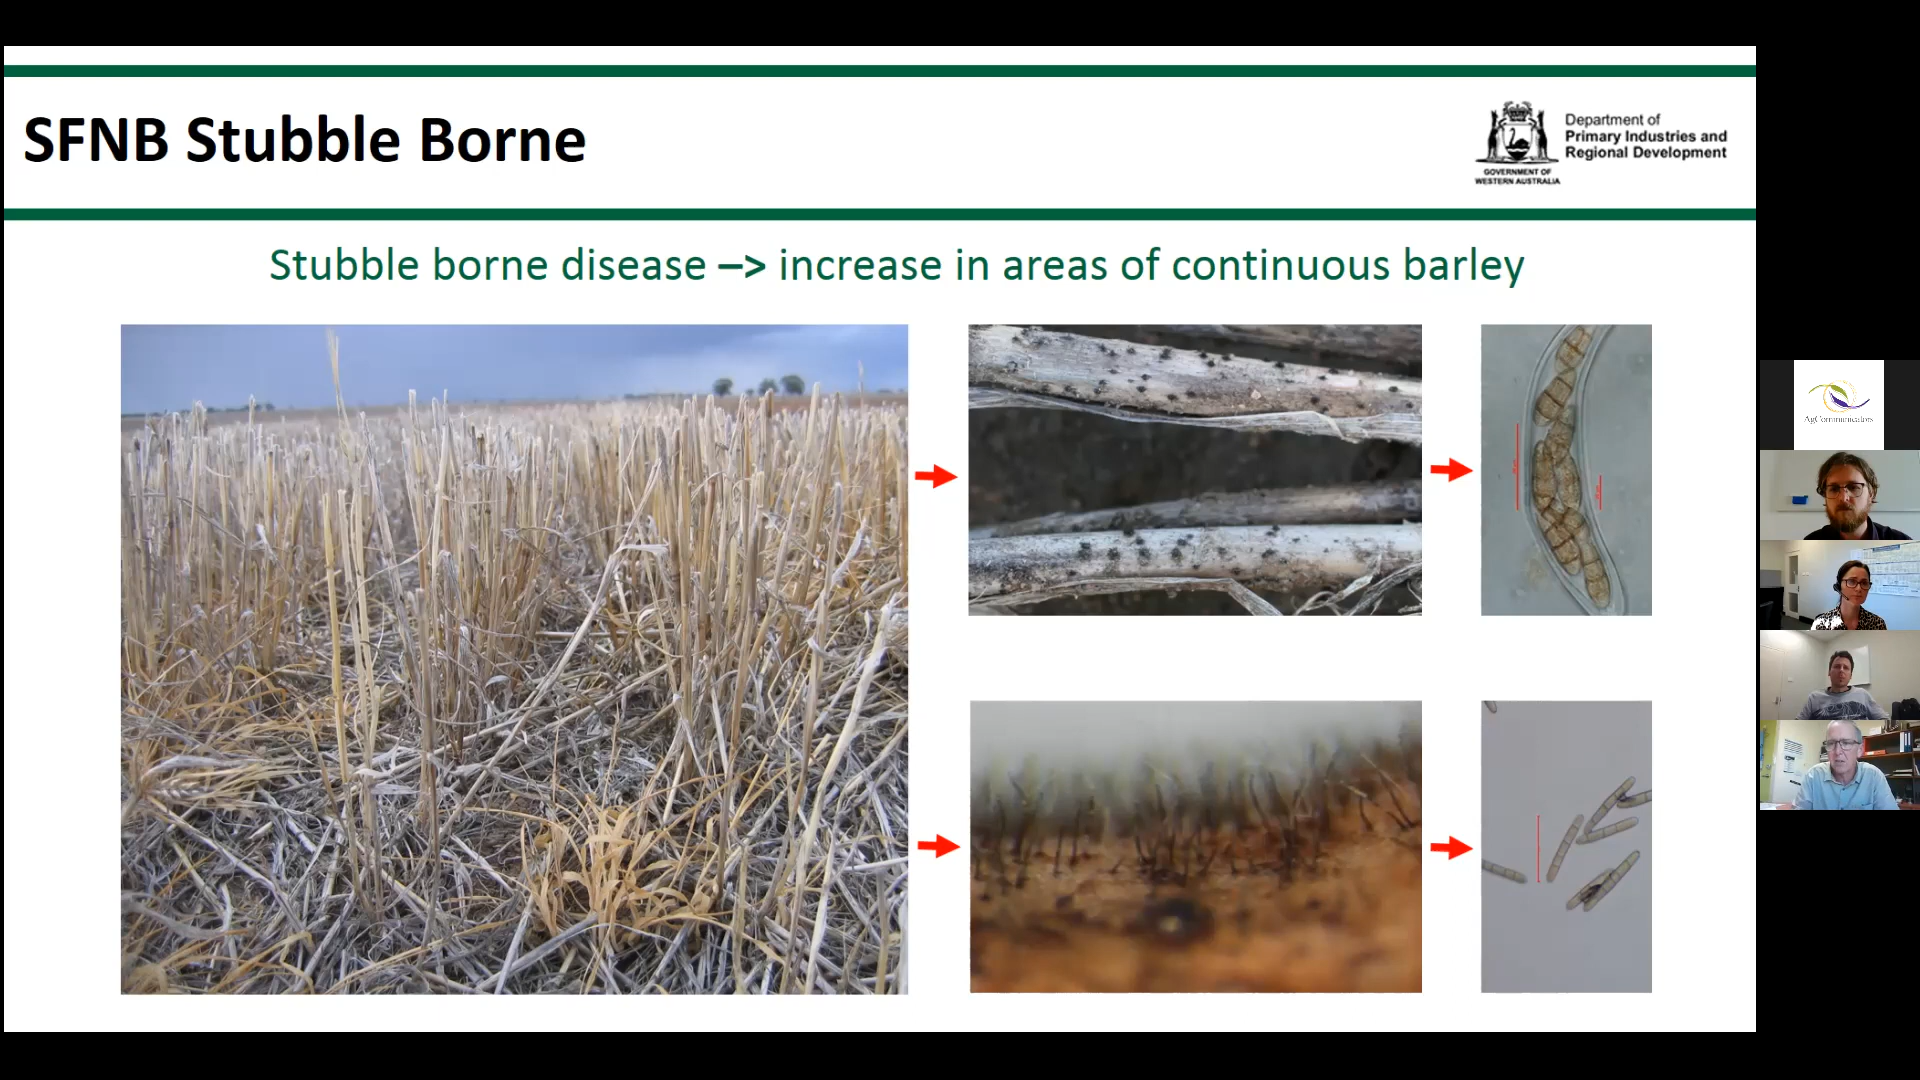 SFNB Stubble Borne
Department of
Primary Industries and
Regional Development
GOVERNMENT OF
WESTERN AUSTRALIA
Stubble borne disease –> increase in areas of continuous barley
AgCommunicators